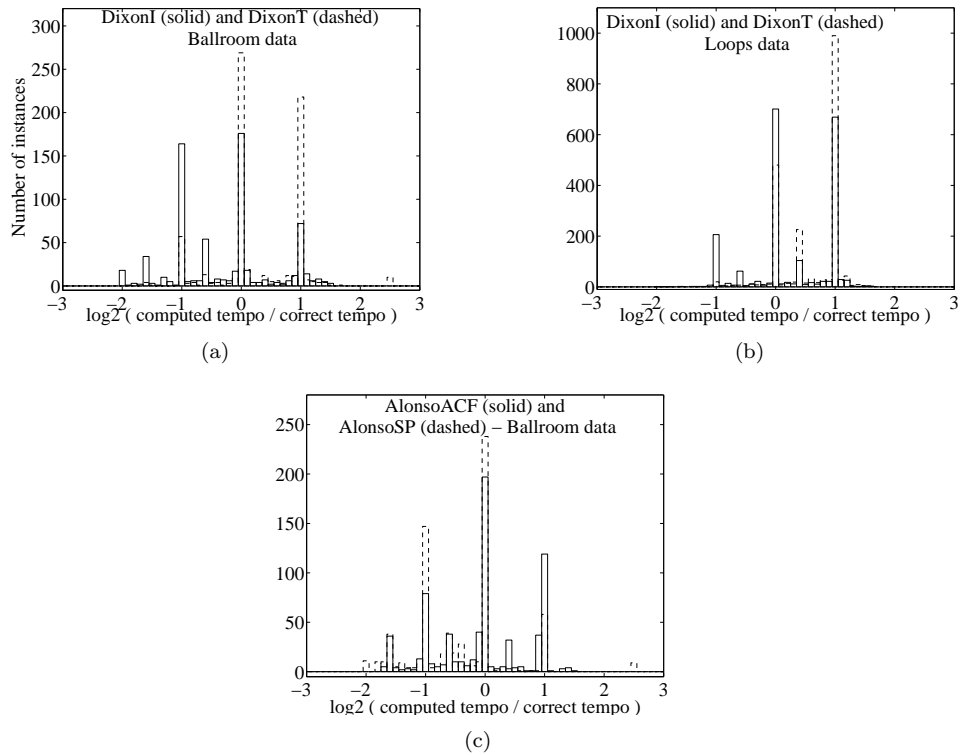 DixonI (solid) and DixonT (dashed)
Ballroom data
Number of instances
300
250
200
150
100
50
0
−3 −2 −1 0 1 2 3
log2 ( computed tempo / correct tempo )
(a)
DixonI (solid) and DixonT (dashed)
Loops data
1000
800
600
400
200
0
−3 −2 −1 0 1 2 3
log2 ( computed tempo / correct tempo )
(b)
AlonsoACF (solid) and
AlonsoSP (dashed) − Ballroom data
250
200
150
100
50
0
−3 −2 −1 0 1 2 3
log2 ( computed tempo / correct tempo )
(c)